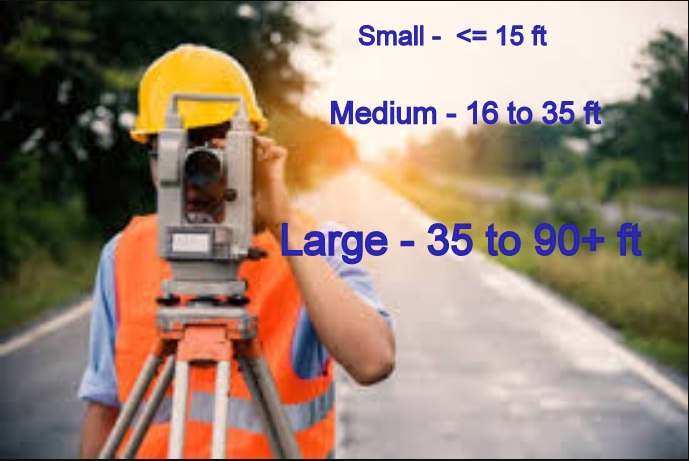 Small -  <= 15 ft
Medium - 16 to 35 ft
Large - 35 to 90+ ft